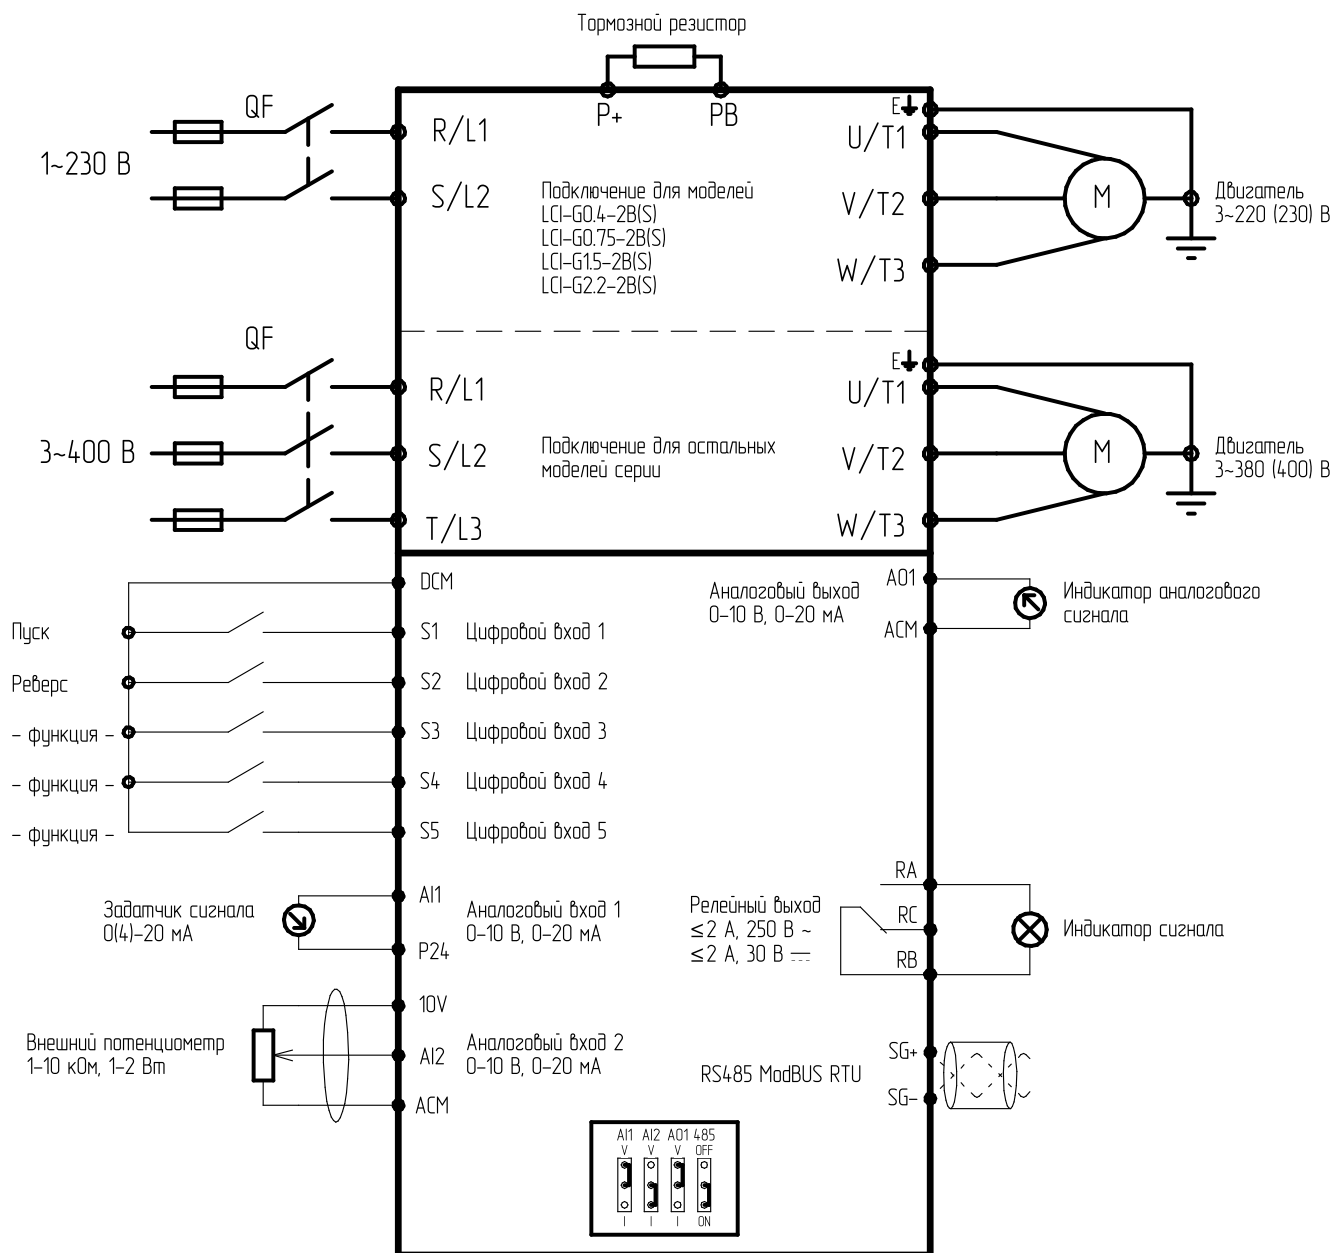 Тормозной резистор
P+
PB
QF
1~230 В
R/L1
S/L2
Подключение для моделей
LCI-G0.4-2B(S)
LCI-G0.75-2B(S)
LCI-G1.5-2B(S)
LCI-G2.2-2B(S)
E
U/T1
V/T2
W/T3
M
Двигатель
3~220 (230) В
QF
3~400 В
R/L1
S/L2
T/L3
Подключение для остальных
моделей серии
E
U/T1
V/T2
W/T3
M
Двигатель
3~380 (400) В
DCM
Пуск
S1 Цифровой вход 1
Реверс
S2 Цифровой вход 2
- функция -
S3 Цифровой вход 3
- функция -
S4 Цифровой вход 4
- функция -
S5 Цифровой вход 5
Аналоговый выход
0-10 В, 0-20 мА
AO1
ACM
Индикатор аналогового
сигнала
Задатчик сигнала
0(4)-20 мА
AI1
P24
Аналоговый вход 1
0-10 В, 0-20 мА
Релейный выход
≤2 А, 250 В ~
≤2 А, 30 В ⎓
RA
RC
RB
Индикатор сигнала
Внешний потенциометр
1-10 кОм, 1-2 Вт
10V
AI2
ACM
Аналоговый вход 2
0-10 В, 0-20 мА
RS485 ModBUS RTU
SG+
SG-
AI1 AI2 AO1 485
V V V OFF
I I I ON